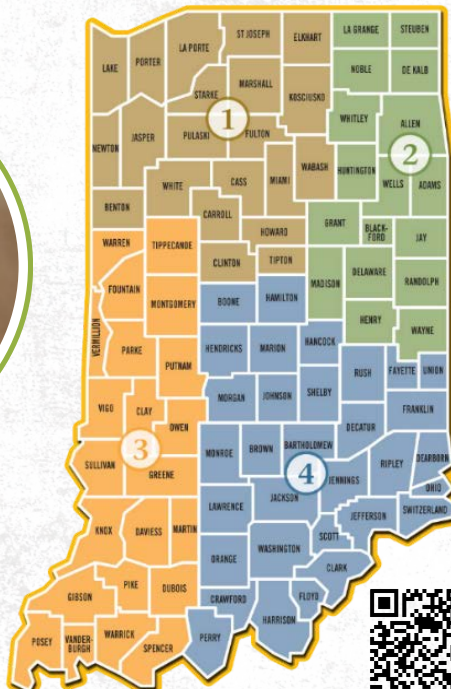 LA GRANGE
STEUBEN
ST JOSEPH
ELKHART
LA PORTE
PORTER
LAKE
NOBLE
DE KALB
MARSHALL
STARKE
KOSCIUSKO
WHITLEY
ALLEN
1
2
NEWTON
JASPER
PULASKI
FULTON
HUNTINGTON
WABASH
MIAMI
CASS
WHITE
WELLS
ADAMS
BENTON
CARROLL
GRANT
BLACK-
FORD
JAY
HOWARD
WARREN
TIPPECANOE
CLINTON
TIPTON
MADISON
DELAWARE
RANDOLPH
FOUNTAIN
MONTGOMERY
BOONE
HAMILTON
HENRY
WAYNE
VERMILLION
PARKE
PUTNAM
HENDRICKS
MARION
HANCOCK
RUSH
FAYETTE
UNION
VIGO
CLAY
OWEN
MORGAN
JOHNSON
SHELBY
FRANKLIN
DECATUR
3
SULLIVAN
GREENE
MONROE
BROWN
BARTHOLOMEW
4
JENNINGS
RIPLEY
DEARBORN
OHIO
SWITZERLAND
JACKSON
LAWRENCE
JEFFERSON
KNOX
DAVIESS
MARTIN
ORANGE
WASHINGTON
SCOTT
CLARK
GIBSON
PIKE
DUBOIS
CRAWFORD
FLOYD
HARRISON
POSEY
VANDER-
BURGH
WARRICK
SPENCER
PERRY